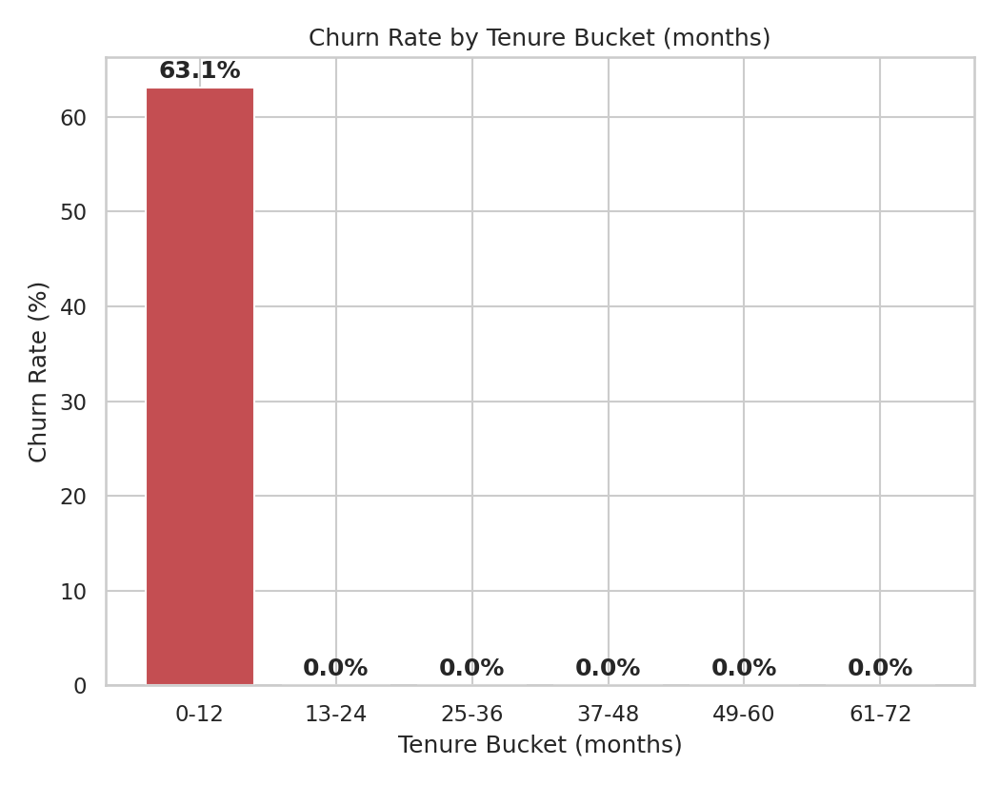 Churn Rate by Tenure Bucket (months)
Churn Rate (%)
60
50
40
30
20
10
0
63.1%
0.0% 0.0% 0.0% 0.0% 0.0%
0-12 13-24 25-36 37-48 49-60 61-72
Tenure Bucket (months)